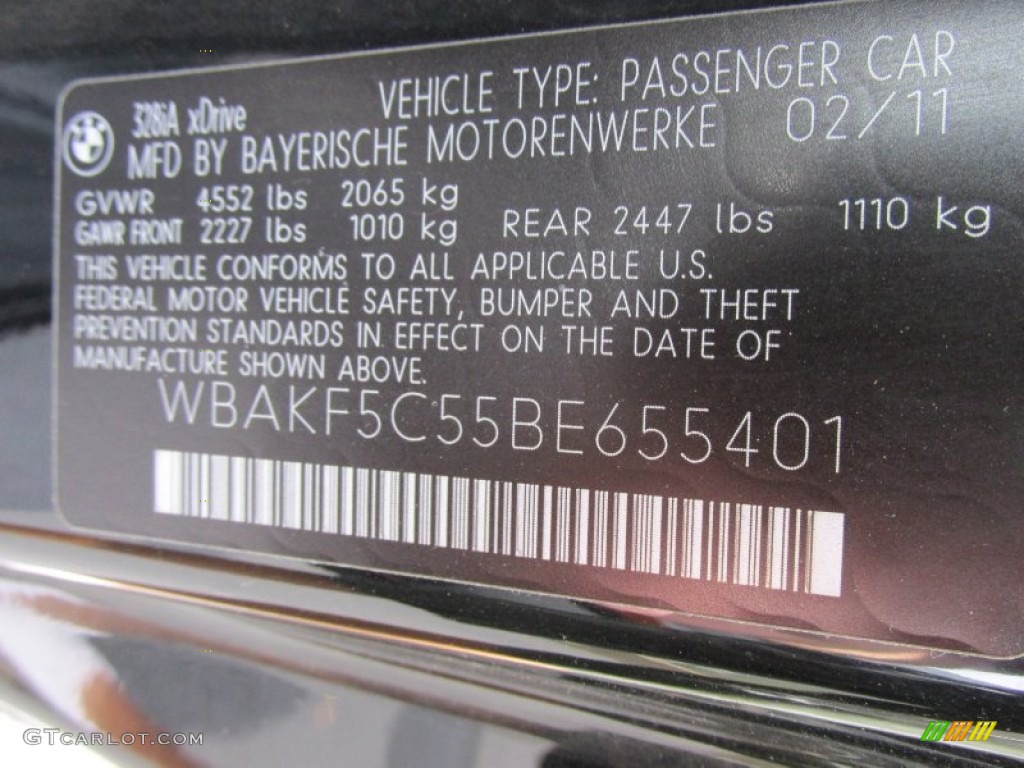 328iA xDrive VEHICLE TYPE: PASSENGER CAR
MFD BY BAYERISCHE MOTORENWERKE 02/11
GVWR 4552 lbs 2065 kg
GAWR FRONT 2227 lbs 1010 kg REAR 2447 lbs 1110 kg
THIS VEHICLE CONFORMS TO ALL APPLICABLE U.S.
FEDERAL MOTOR VEHICLE SAFETY, BUMPER AND THEFT
PREVENTION STANDARDS IN EFFECT ON THE DATE OF
MANUFACTURE SHOWN ABOVE.
WBAKF5C55BE655401
GTCARLOT.COM